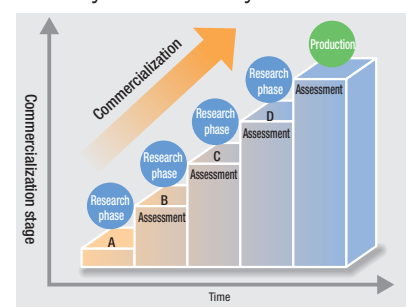 Production
Commercialization
Research
phase
Assessment
Research
phase
D
Assessment
Research
phase
C
Assessment
Research
phase
B
Assessment
Research
phase
A
Commercialization stage
Time